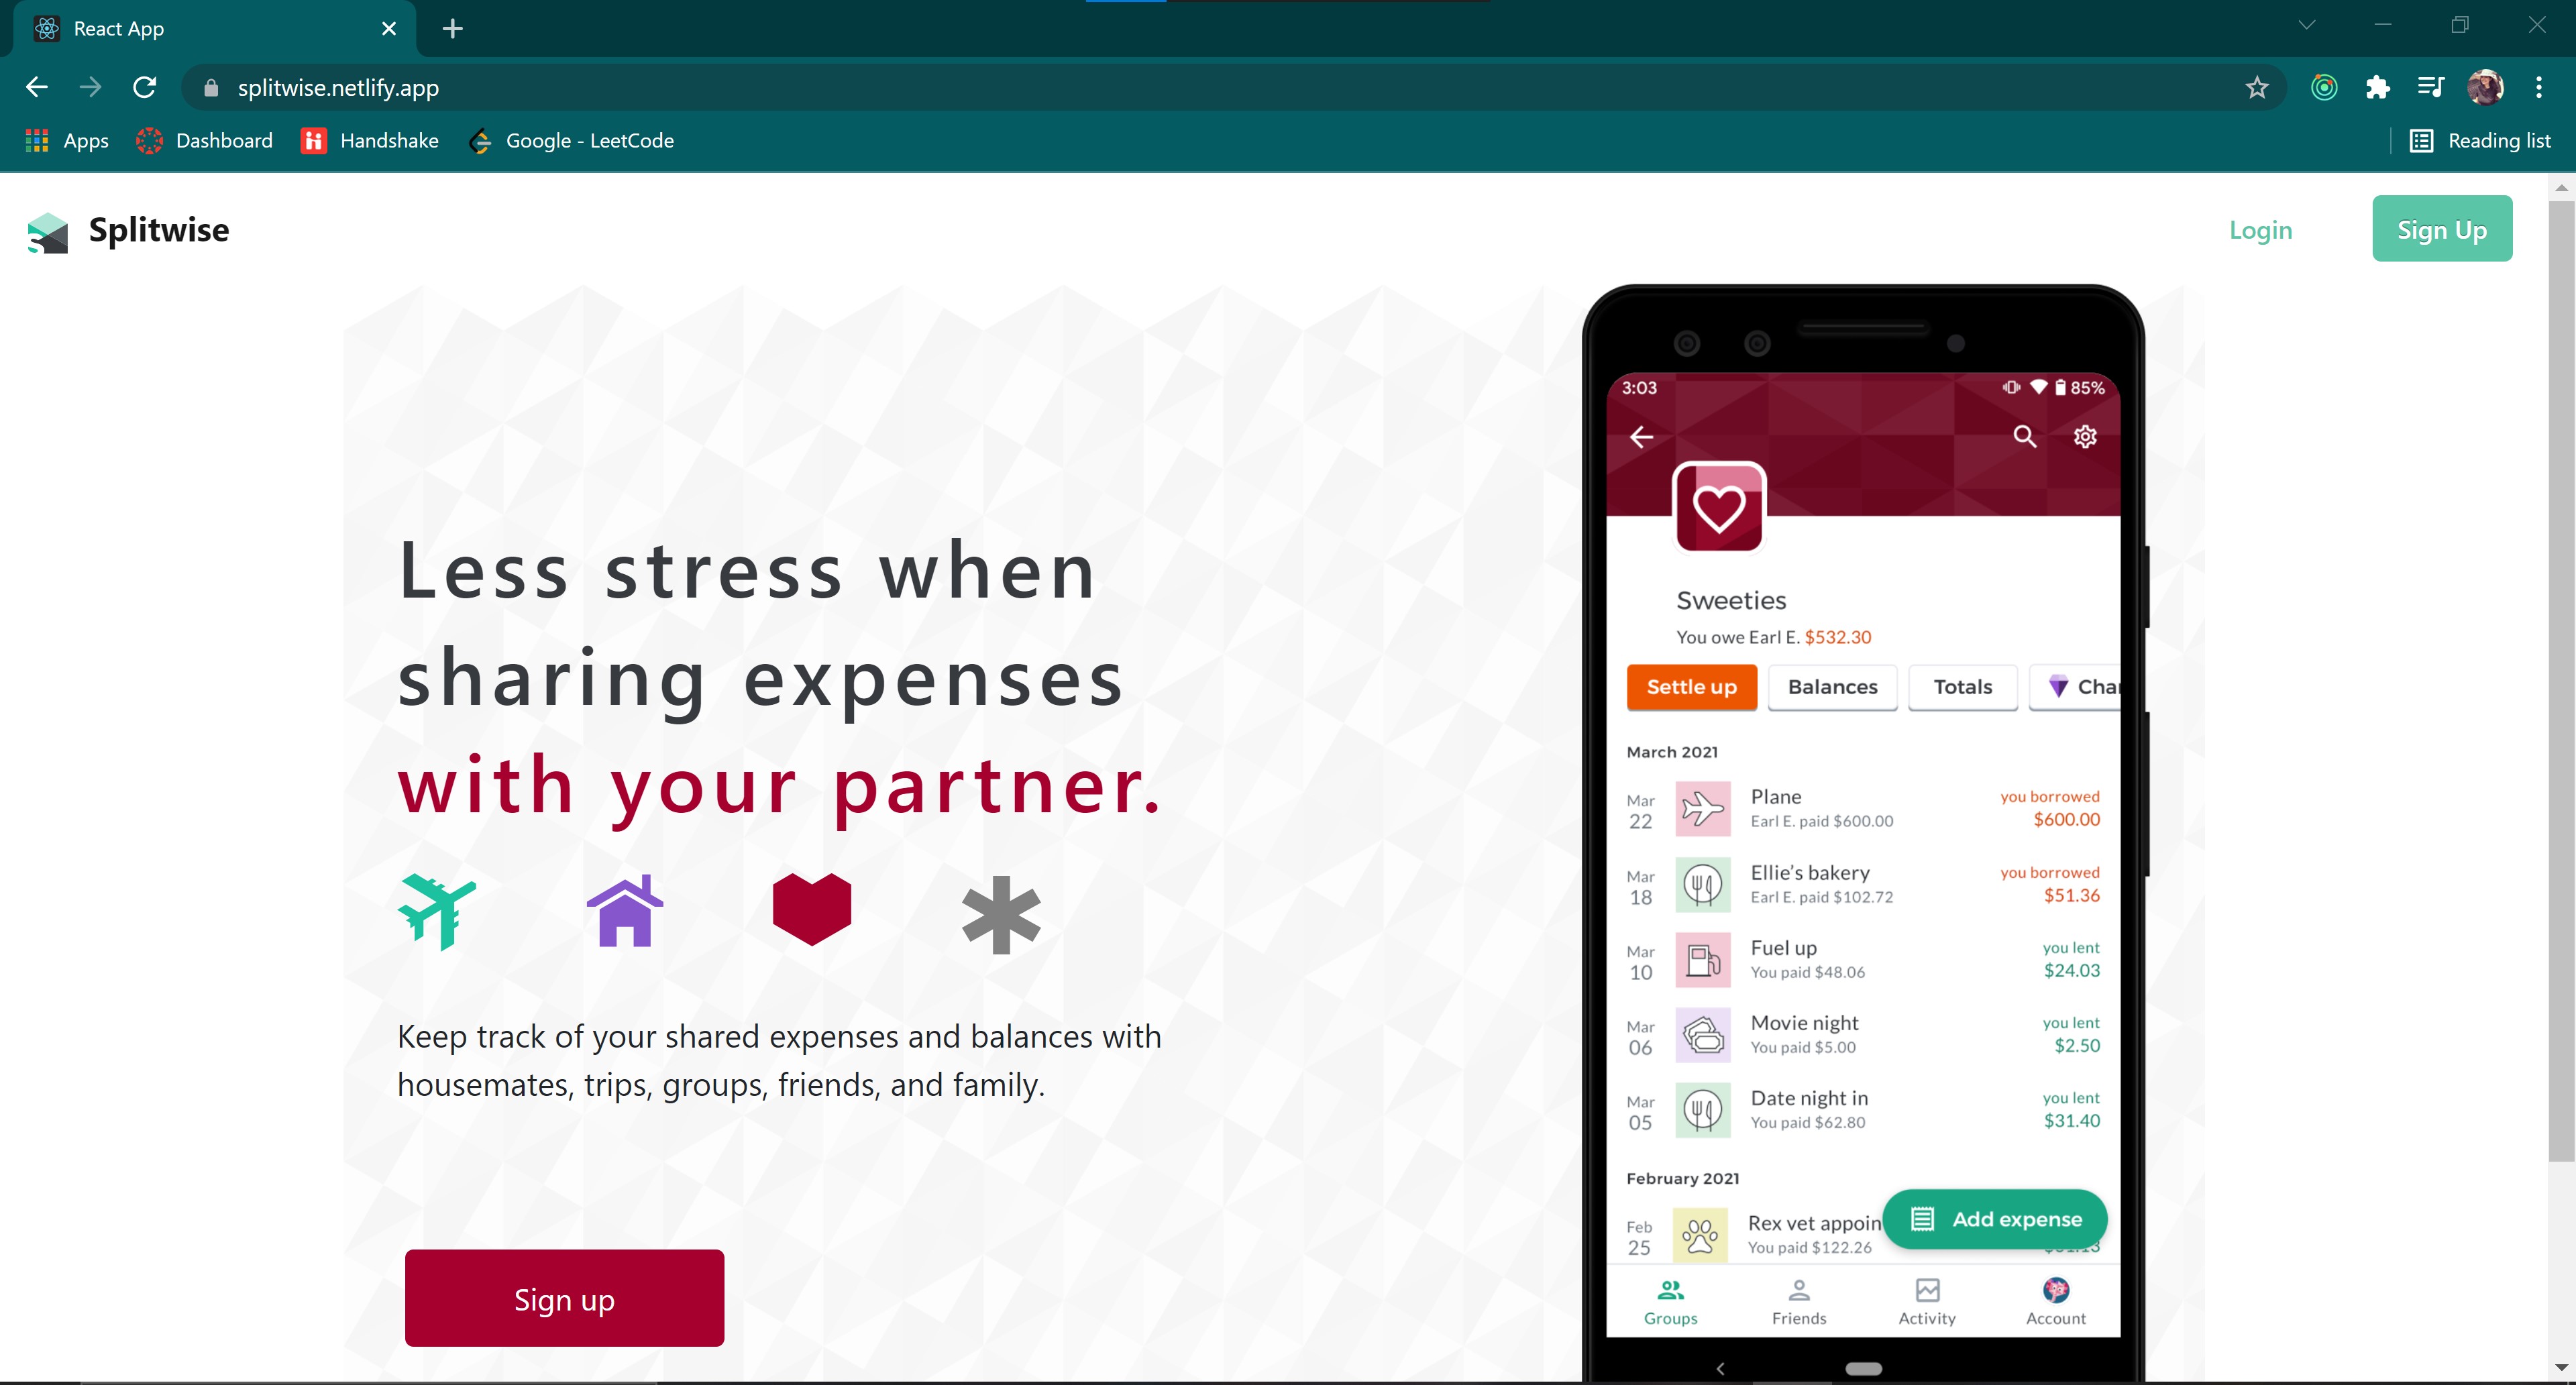 React App
splitwise.netlify.app
Apps
Dashboard
Handshake
Google - LeetCode
Reading list
Splitwise
Login
Sign Up
Less stress when
sharing expenses
with your partner.
Keep track of your shared expenses and balances with
housemates, trips, groups, friends, and family.
Sign up
3:03
85%
Sweeties
You owe Earl E. $532.30
Settle up
Balances
Totals
March 2021
Mar
22
Plane
Earl E. paid $600.00
you borrowed
$600.00
Mar
18
Ellie's bakery
Earl E. paid $102.72
you borrowed
$51.36
Mar
10
Fuel up
You paid $48.06
you lent
$24.03
Mar
06
Movie night
You paid $5.00
you lent
$2.50
Mar
05
Date night in
You paid $62.80
you lent
$31.40
February 2021
Feb
25
Rex vet appoin
You paid $122.26
Add expense
Groups
Friends
Activity
Account